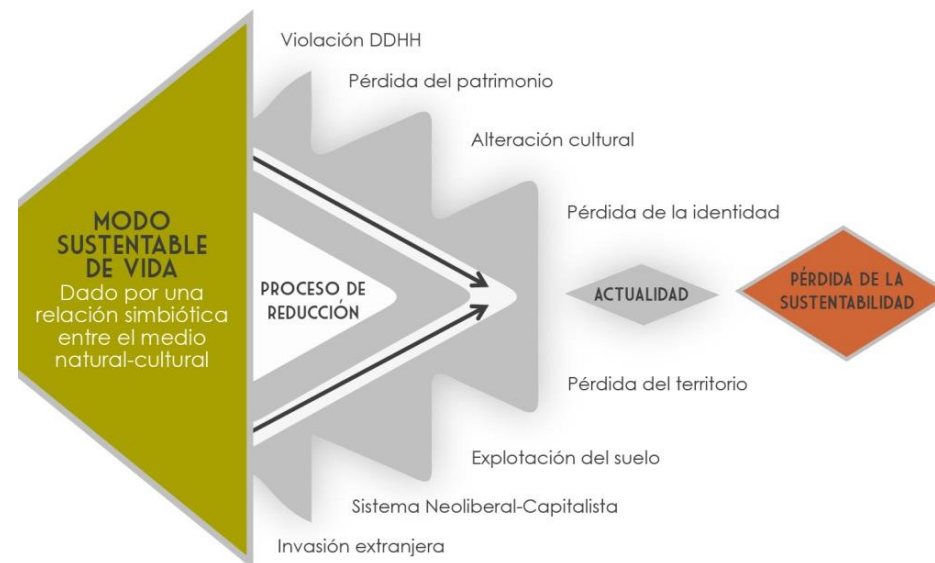 Violación DDHH
Pérdida del patrimonio
Alteración cultural
Pérdida de la identidad
MODO
SUSTENTABLE
DE VIDA
Dado por una
relación simbiótica
entre el medio
natural-cultural
PROCESO DE
REDUCCIÓN
ACTUALIDAD
PÉRDIDA DE LA
SUSTENTABILIDAD
Pérdida del territorio
Explotación del suelo
Sistema Neoliberal-Capitalista
Invasión extranjera